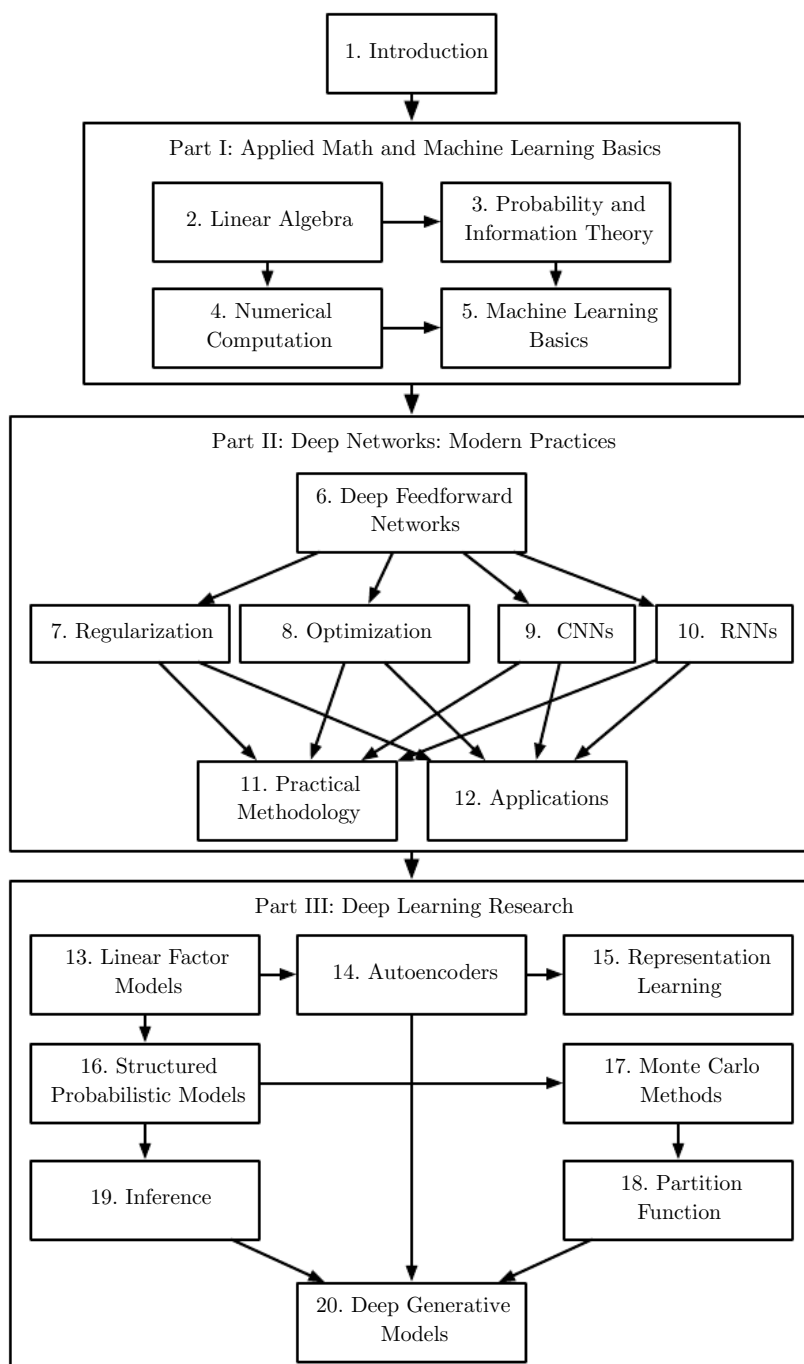 1. Introduction
Part I: Applied Math and Machine Learning Basics
2. Linear Algebra
3. Probability and
Information Theory
4. Numerical
Computation
5. Machine Learning
Basics
Part II: Deep Networks: Modern Practices
6. Deep Feedforward
Networks
7. Regularization
8. Optimization
9. CNNs
10. RNNs
11. Practical
Methodology
12. Applications
Part III: Deep Learning Research
13. Linear Factor
Models
14. Autoencoders
15. Representation
Learning
16. Structured
Probabilistic Models
17. Monte Carlo
Methods
19. Inference
18. Partition
Function
20. Deep Generative
Models